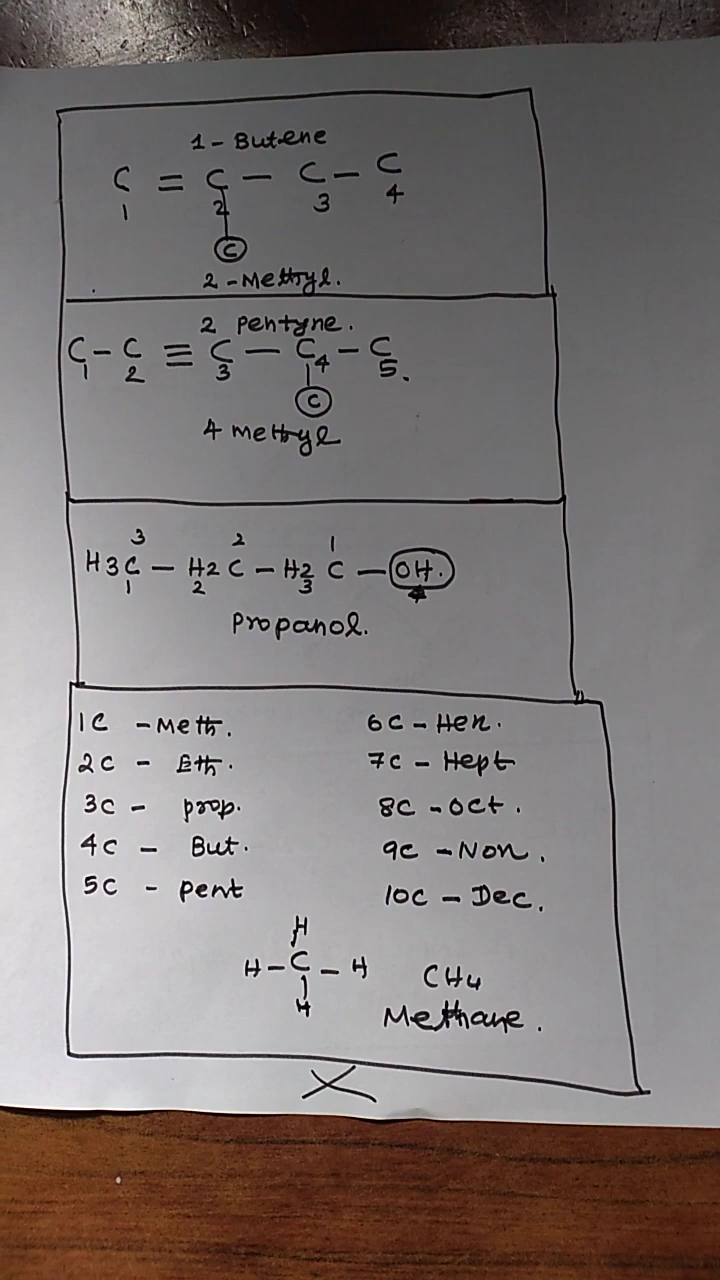 1 - Butene
C = C - C - C
1 2 3 4
C
2 - Methyl.
2 Pentyne.
C - C ≡ C - C - C
1 2 3 4 5.
C
4 methyl
3 2 1
H3C - H2C - H2C - OH.
1 2 3
Propanol.
1C - Meth. 6C - Hex.
2C - Eth. 7C - Hept
3C - prop. 8C - Oct.
4C - But. 9C - Non.
5C - pent 10C - Dec.
H
H - C - H CH4
H
Methane.